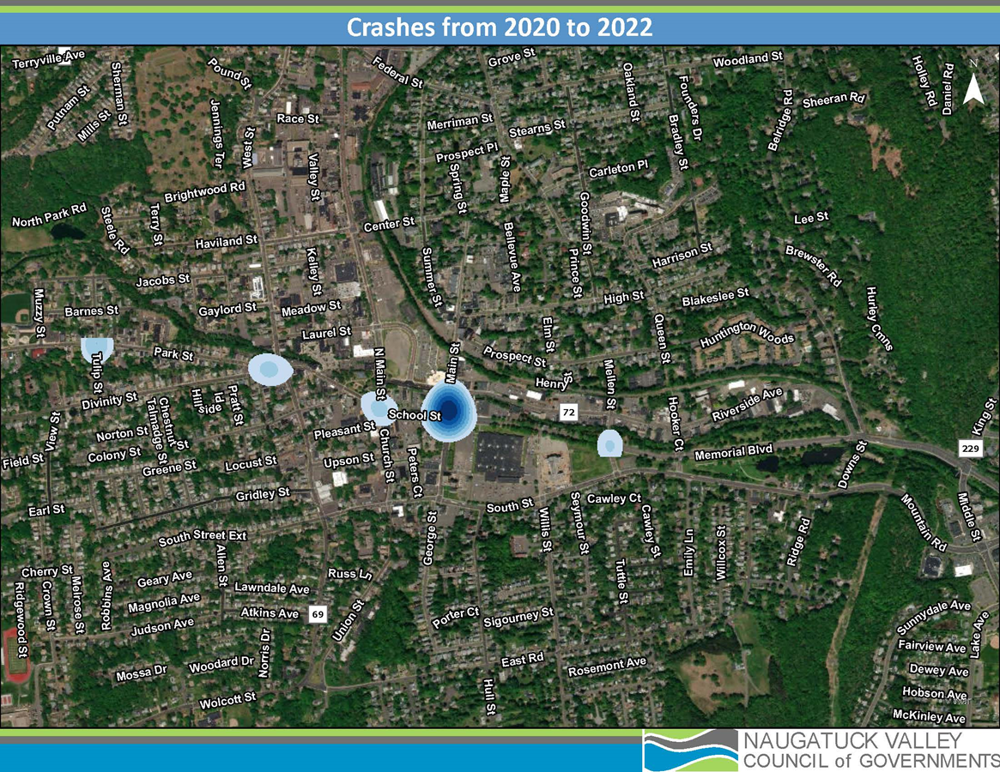 Crashes from 2020 to 2022
Terryville Ave
Pound St
Federal St
Grove St
Woodland St
Holley Rd
Daniel Rd
N
Sherman St
Putnam St
Mills St
Jennings Ter
West St
Race St
Valley St
Merriman St
Stearns St
Oakland St
Founders Dr
Bradley St
Belridge Rd
Sheeran Rd
Prospect Pl
Spring St
Maple St
Carleton Pl
Brightwood Rd
North Park Rd
Steele Rd
Terry St
Haviland St
Center St
Goodwin St
Lee St
Kelley St
Summer St
Bellevue Ave
Prince St
Harrison St
Brewster Rd
Jacobs St
Muzzy St
Barnes St
Gaylord St
Meadow St
High St
Blakeslee St
Hurley Cmns
Laurel St
Elm St
Queen St
Huntington Woods
Tulip St
Park St
N Main St
Main St
Prospect St
Henry St
Mellen St
Divinity St
Hillside
Ida
Pratt St
School St
72
Hooker Ct
Riverside Ave
King St
View St
Norton St
Talmadge St
Chestnut St
Pleasant St
Church St
Memorial Blvd
229
Field St
Colony St
Greene St
Locust St
Upson St
Peters Ct
Downs St
Earl St
Gridley St
South St
Cawley Ct
Mountain Rd
Middle St
South Street Ext
Allen St
George St
Willis St
Seymour St
Cawley St
Emily Ln
Willcox St
Ridge Rd
Cherry St
Ridgewood St
Crown St
Melrose St
Robbins Ave
Geary Ave
Magnolia Ave
Judson Ave
Lawndale Ave
Atkins Ave
69
Russ Ln
Union St
Tuttle St
Porter Ct
Sigourney St
Sunnydale Ave
Lake Ave
Fairview Ave
Mossa Dr
Woodard Dr
Norris Dr
East Rd
Rosemont Ave
Dewey Ave
Wolcott St
Hull St
Hobson Ave
McKinley Ave
NAUGATUCK VALLEY
COUNCIL of GOVERNMENTS